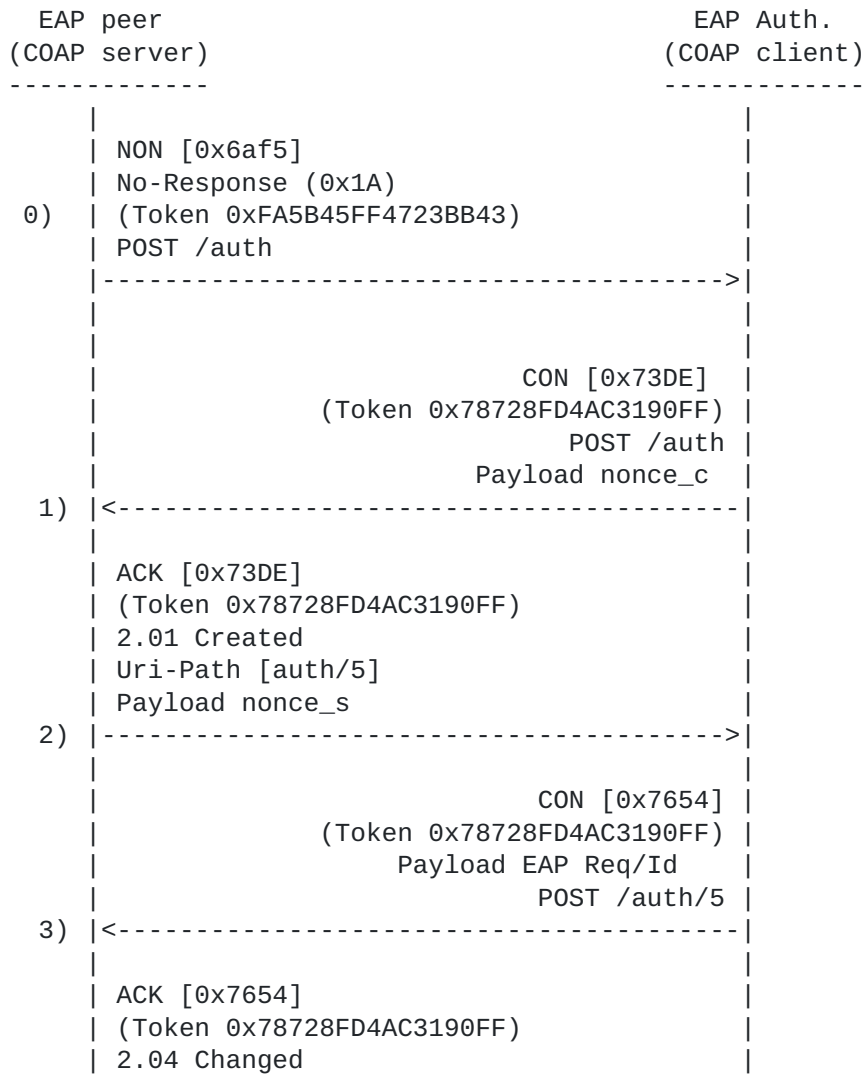 EAP peer                                  EAP Auth.
(COAP server)                             (COAP client)
-------------                             -------------
     |                                         |
     | NON [0x6af5]                            |
     | No-Response (0x1A)                      |
 0)  | (Token 0xFA5B45FF4723BB43)              |
     | POST /auth                              |
     |---------------------------------------->|
     |                                         |
     |                                         |
     |                           CON [0x73DE]  |
     |              (Token 0x78728FD4AC3190FF) |
     |                              POST /auth |
     |                        Payload nonce_c  |
  1) |<----------------------------------------|
     |                                         |
     | ACK [0x73DE]                            |
     | (Token 0x78728FD4AC3190FF)              |
     | 2.01 Created                            |
     | Uri-Path [auth/5]                       |
     | Payload nonce_s                         |
  2) |---------------------------------------->|
     |                                         |
     |                            CON [0x7654] |
     |              (Token 0x78728FD4AC3190FF) |
     |                   Payload EAP Req/Id    |
     |                            POST /auth/5 |
  3) |<----------------------------------------|
     |                                         |
     | ACK [0x7654]                            |
     | (Token 0x78728FD4AC3190FF)              |
     | 2.04 Changed                            |